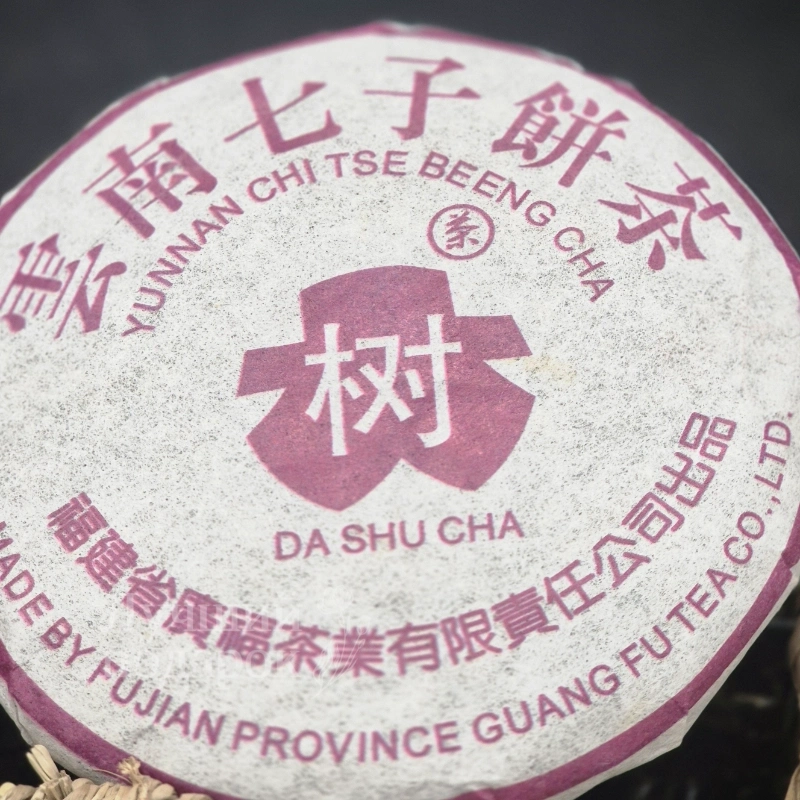 雲南七子餅茶
YUNNAN CHI TSE BEENG CHA
茶
树
DA SHU CHA
福建省廣福茶業有限責任公司出品
MADE BY FUJIAN PROVINCE GUANG FU TEA CO.,LTD.